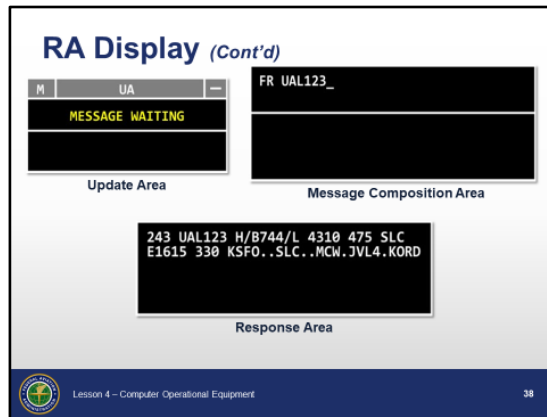 RA Display (Cont'd)
M UA —
MESSAGE WAITING
Update Area
FR UAL123_
Message Composition Area
243 UAL123 H/B744/L 4310 475 SLC
E1615 330 KSFO..SLC..MCW.JVL4.KORD
Response Area
Lesson 4 – Computer Operational Equipment
38